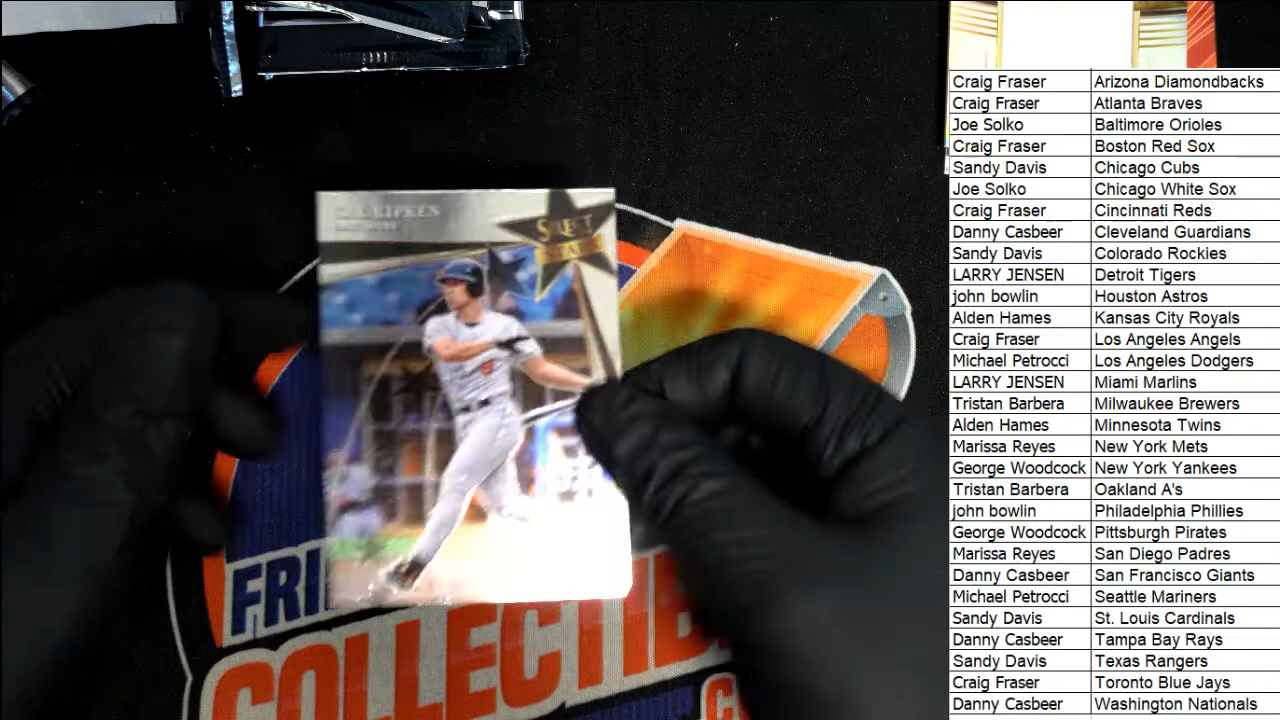 RIPKEN
SELECT
STARS
FRI
COLLECTIB
Craig Fraser Arizona Diamondbacks
Craig Fraser Atlanta Braves
Joe Solko Baltimore Orioles
Craig Fraser Boston Red Sox
Sandy Davis Chicago Cubs
Joe Solko Chicago White Sox
Craig Fraser Cincinnati Reds
Danny Casbeer Cleveland Guardians
Sandy Davis Colorado Rockies
LARRY JENSEN Detroit Tigers
john bowlin Houston Astros
Alden Hames Kansas City Royals
Craig Fraser Los Angeles Angels
Michael Petrocci Los Angeles Dodgers
LARRY JENSEN Miami Marlins
Tristan Barbera Milwaukee Brewers
Alden Hames Minnesota Twins
Marissa Reyes New York Mets
George Woodcock New York Yankees
Tristan Barbera Oakland A's
john bowlin Philadelphia Phillies
George Woodcock Pittsburgh Pirates
Marissa Reyes San Diego Padres
Danny Casbeer San Francisco Giants
Michael Petrocci Seattle Mariners
Sandy Davis St. Louis Cardinals
Danny Casbeer Tampa Bay Rays
Sandy Davis Texas Rangers
Craig Fraser Toronto Blue Jays
Danny Casbeer Washington Nationals